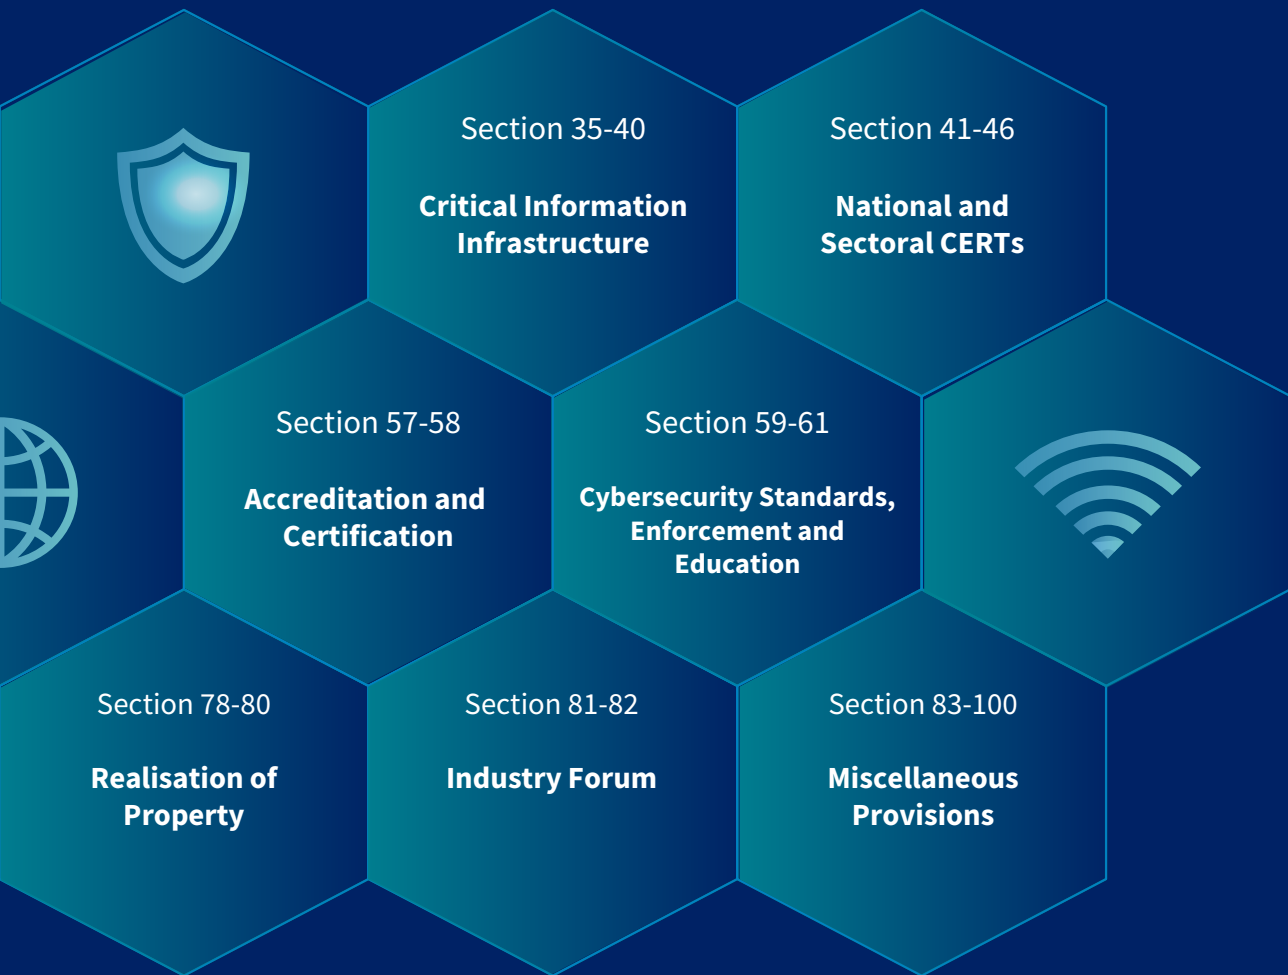 Section 35-40
Critical Information
Infrastructure
Section 41-46
National and
Sectoral CERTs
Section 57-58
Accreditation and
Certification
Section 59-61
Cybersecurity Standards,
Enforcement and
Education
Section 78-80
Realisation of
Property
Section 81-82
Industry Forum
Section 83-100
Miscellaneous
Provisions